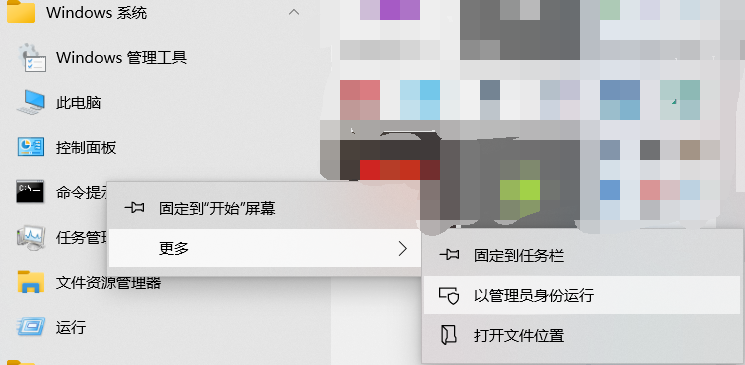 Windows 系统
Windows 管理工具
此电脑
控制面板
命令提
固定到“开始”屏幕
任务管
更多
固定到任务栏
文件资源管理器
以管理员身份运行
运行
打开文件位置